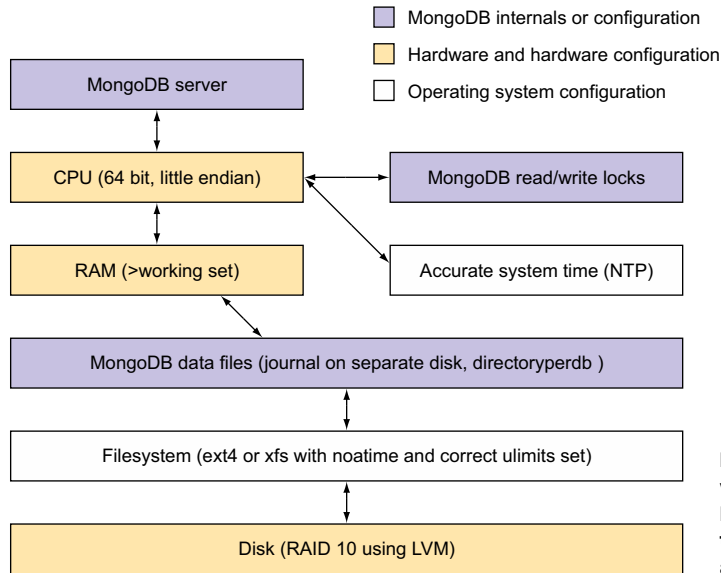 MongoDB internals or configuration
Hardware and hardware configuration
Operating system configuration
MongoDB server
CPU (64 bit, little endian)
MongoDB read/write locks
RAM (>working set)
Accurate system time (NTP)
MongoDB data files (journal on separate disk, directoryperdb )
Filesystem (ext4 or xfs with noatime and correct ulimits set)
Disk (RAID 10 using LVM)